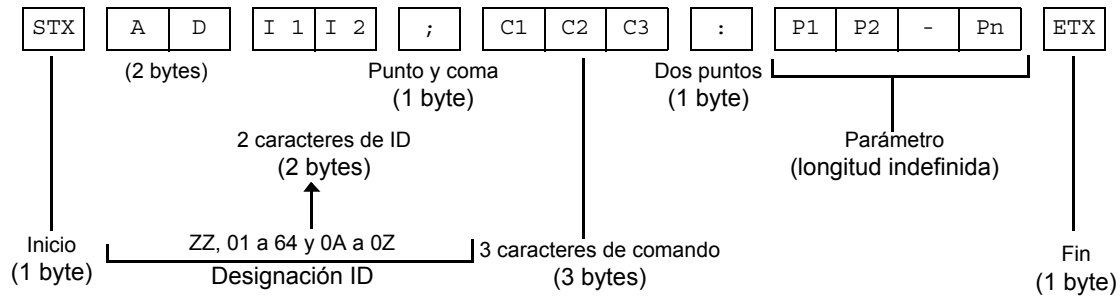 STX A D I 1 I 2 ; C1 C2 C3 : P1 P2 - Pn ETX
(2 bytes)
Punto y coma
(1 byte)
Dos puntos
(1 byte)
2 caracteres de ID
(2 bytes)
Parámetro
(longitud indefinida)
Inicio
(1 byte)
ZZ, 01 a 64 y 0A a 0Z
Designación ID
3 caracteres de comando
(3 bytes)
Fin
(1 byte)